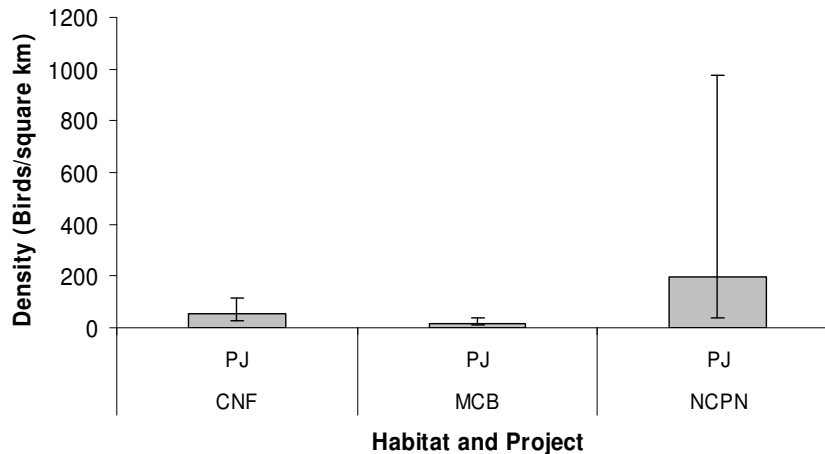 1200
1000
800
600
400
200
0
Density (Birds/square km)
PJ PJ PJ
CNF MCB NCPN
Habitat and Project